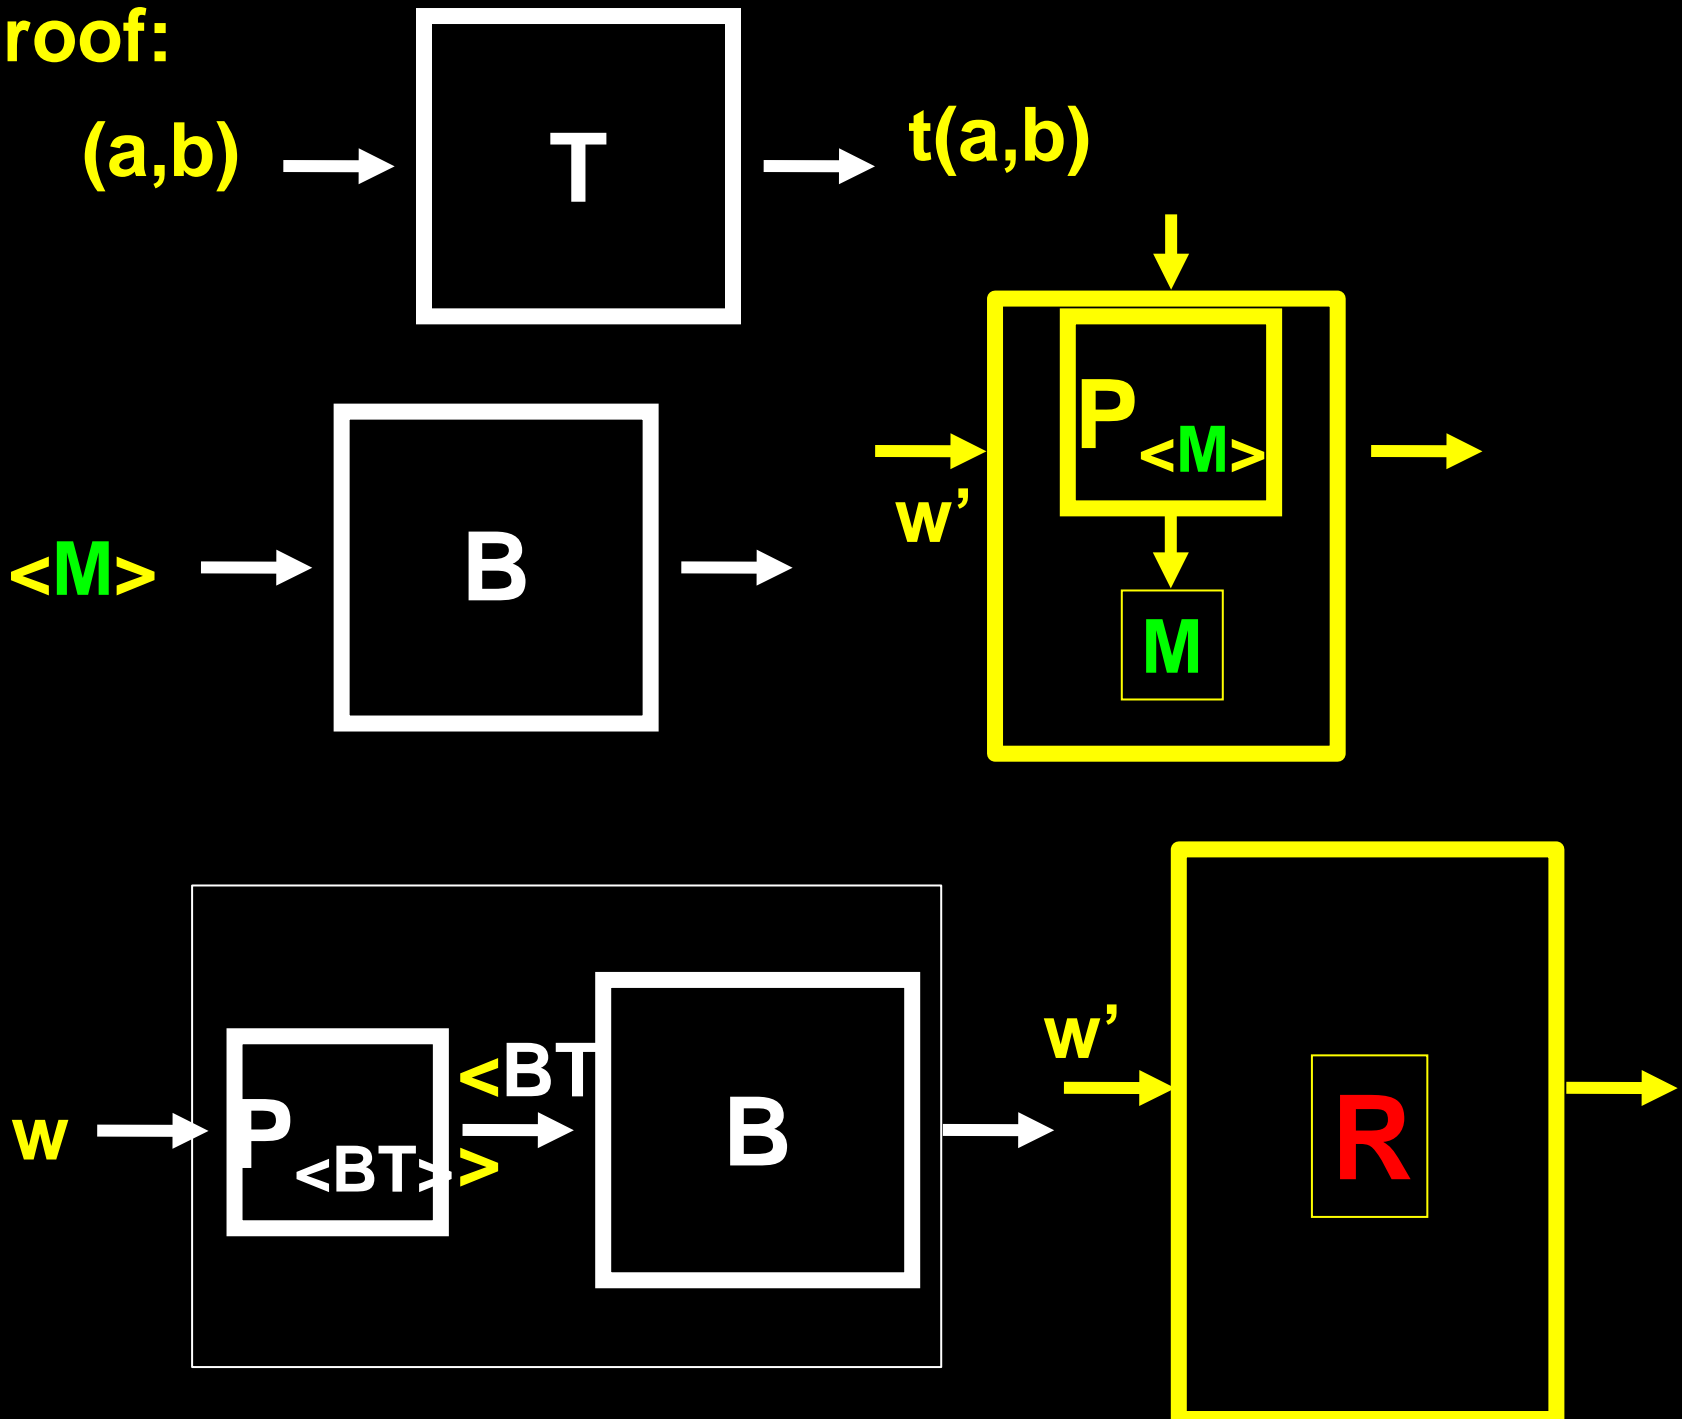 roof:
(a,b) T t(a,b)
P<M>
w’
<M> B
M
w’
<BT
w P<BT> > B
R